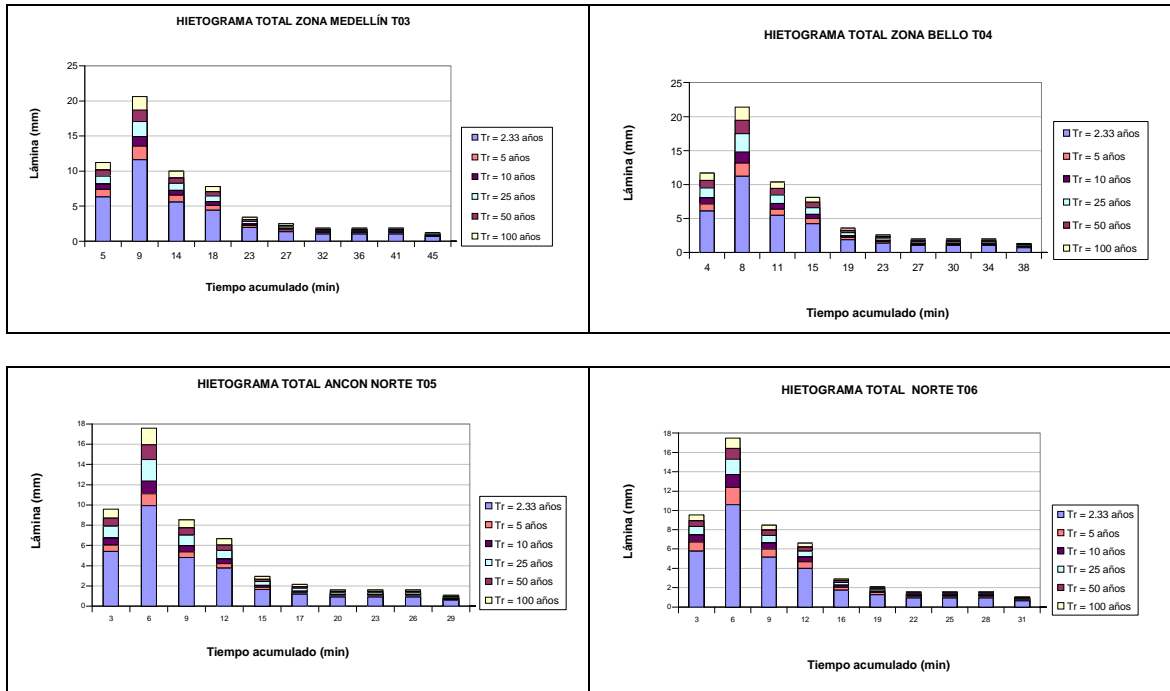 HIETOGRAMA TOTAL ZONA MEDELLÍN T03
25
20
15
10
5
0
Lámina (mm)
5 9 14 18 23 27 32 36 41 45
Tiempo acumulado (min)
Tr = 2.33 años
Tr = 5 años
Tr = 10 años
Tr = 25 años
Tr = 50 años
Tr = 100 años
HIETOGRAMA TOTAL ZONA BELLO T04
25
20
15
10
5
0
Lámina (mm)
4 8 11 15 19 23 27 30 34 38
Tiempo acumulado (min)
Tr = 2.33 años
Tr = 5 años
Tr = 10 años
Tr = 25 años
Tr = 50 años
Tr = 100 años
HIETOGRAMA TOTAL ANCON NORTE T05
18
16
14
12
10
8
6
4
2
0
Lámina (mm)
3 6 9 12 15 17 20 23 26 29
Tiempo acumulado (min)
Tr = 2.33 años
Tr = 5 años
Tr = 10 años
Tr = 25 años
Tr = 50 años
Tr = 100 años
HIETOGRAMA TOTAL NORTE T06
18
16
14
12
10
8
6
4
2
0
Lámina (mm)
3 6 9 12 16 19 22 25 28 31
Tiempo acumulado (min)
Tr = 2.33 años
Tr = 5 años
Tr = 10 años
Tr = 25 años
Tr = 50 años
Tr = 100 años